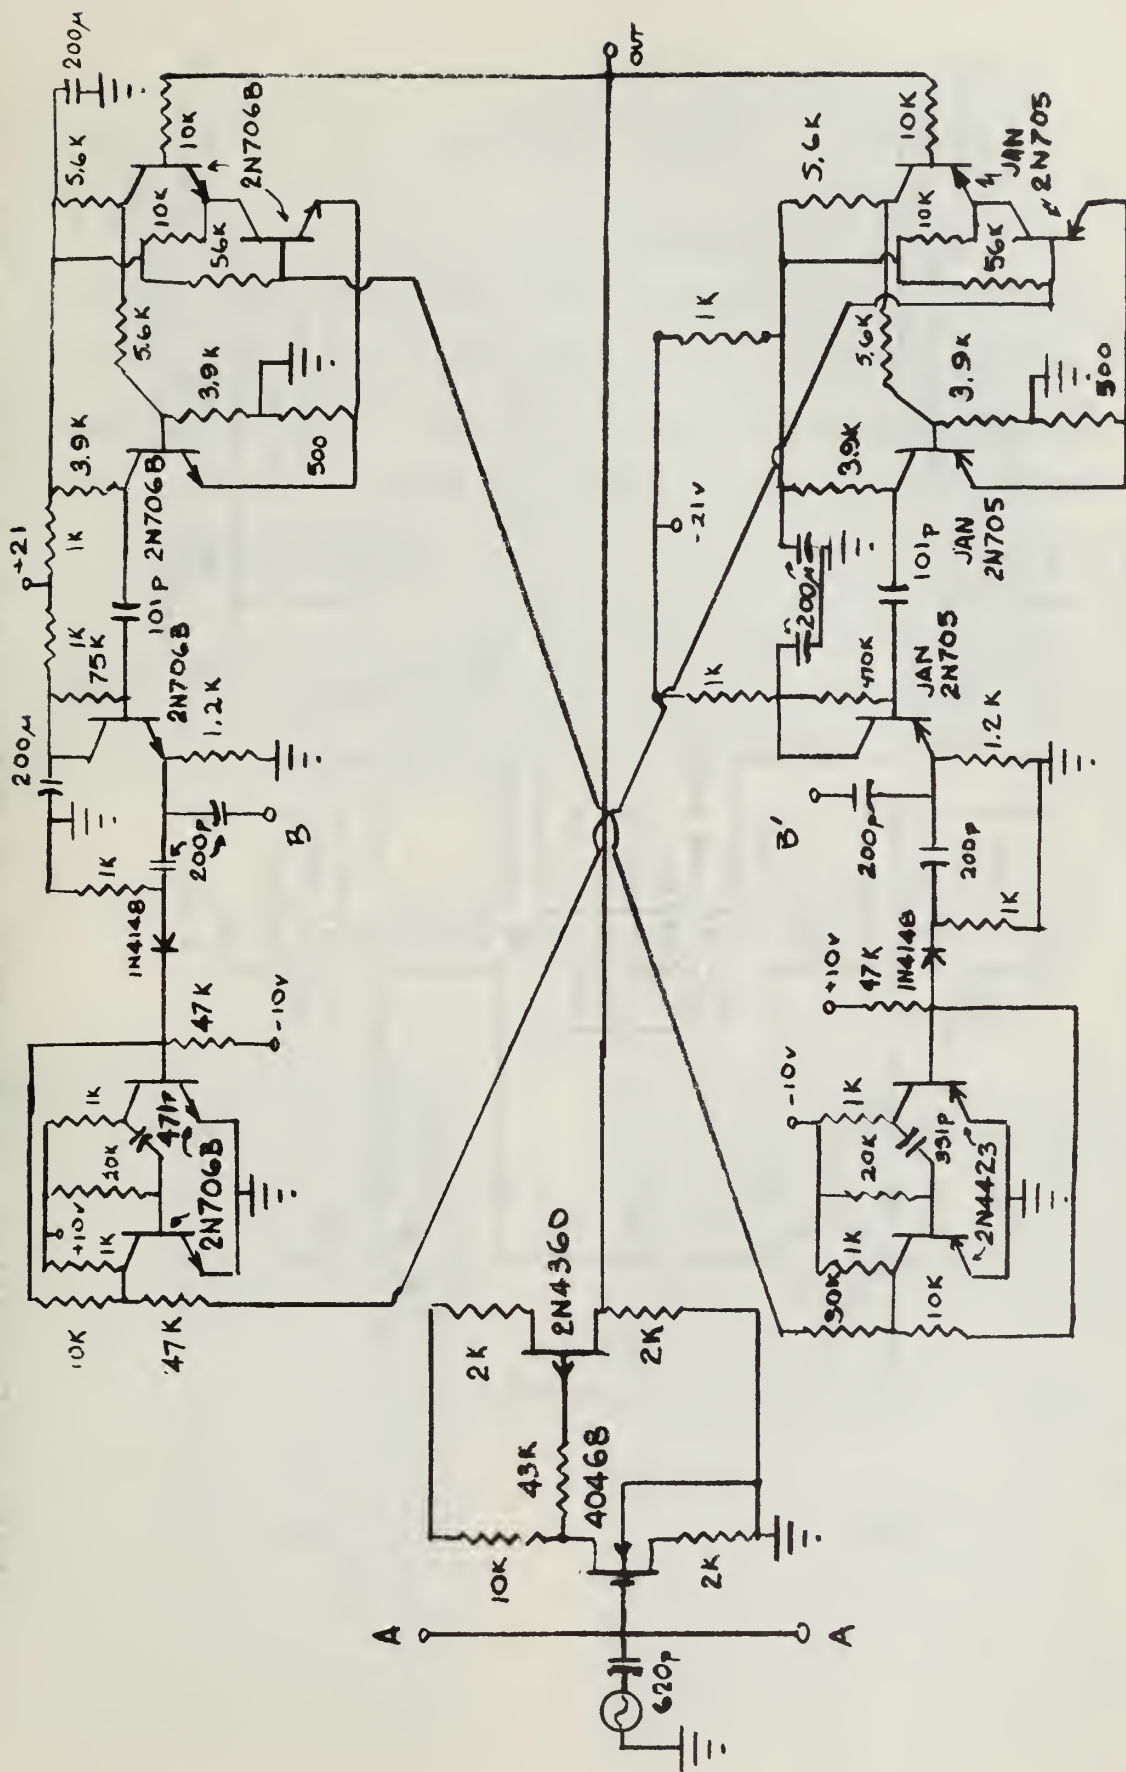 200μ
5.6K
10K
2N706B
10K
56K
5.6K
3.9K
500
3.9K
2N706B
1K
+21
101p
1K
75K
2N706B
1.2K
200μ
200p
B
1K
1N4148
47K
-10v
1K
471p
20K
2N706B
+10v
1K
10K
47K
OUT
2N4360
2K
2K
43K
40468
10K
2K
A
A
620p
5.6K
10K
JAN
2N705
10K
56K
1K
5.6K
3.9K
500
3.9K
-21v
JAN
2N705
101p
200μ
1K
470K
JAN
2N705
1.2K
B'
200p
200p
1K
1N4148
+10v
47K
-10v
1K
331p
20K
2N4423
1K
30K
10K